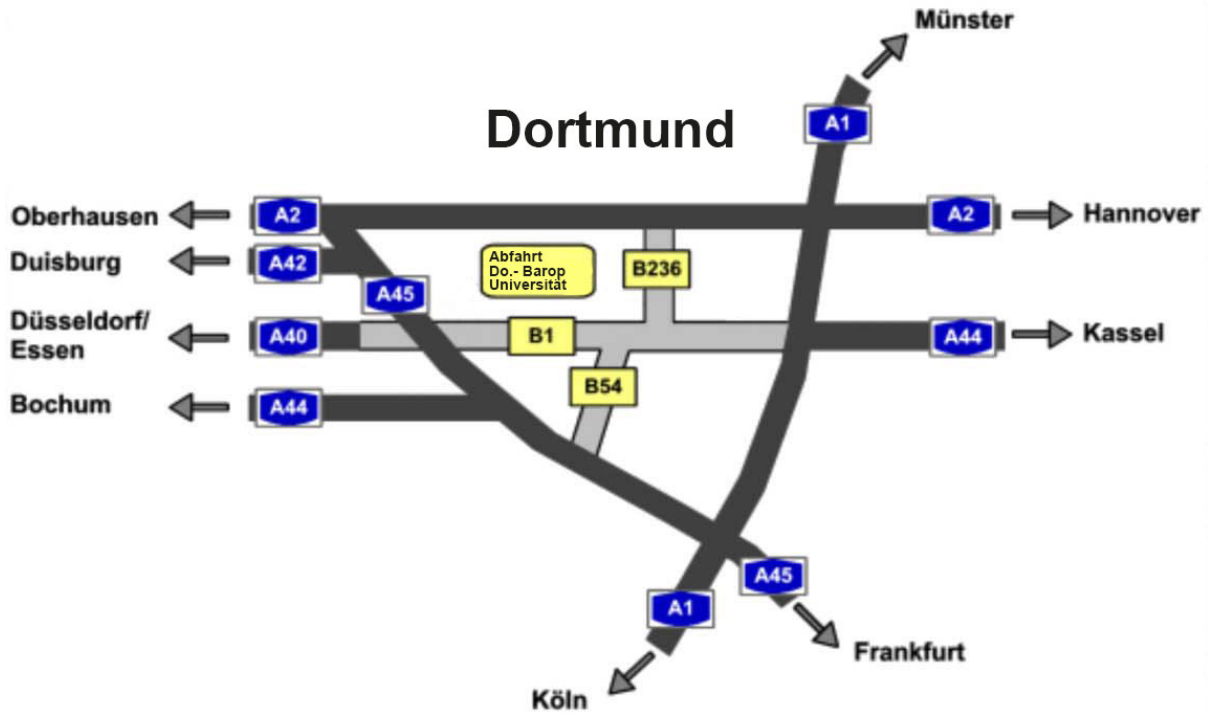 Münster
A1
Dortmund
Oberhausen
A2
A2
Hannover
Duisburg
A42
Abfahrt
Do.- Barop
Universität
B236
A45
Düsseldorf/
Essen
A40
B1
A44
Kassel
B54
Bochum
A44
A45
A1
Frankfurt
Köln